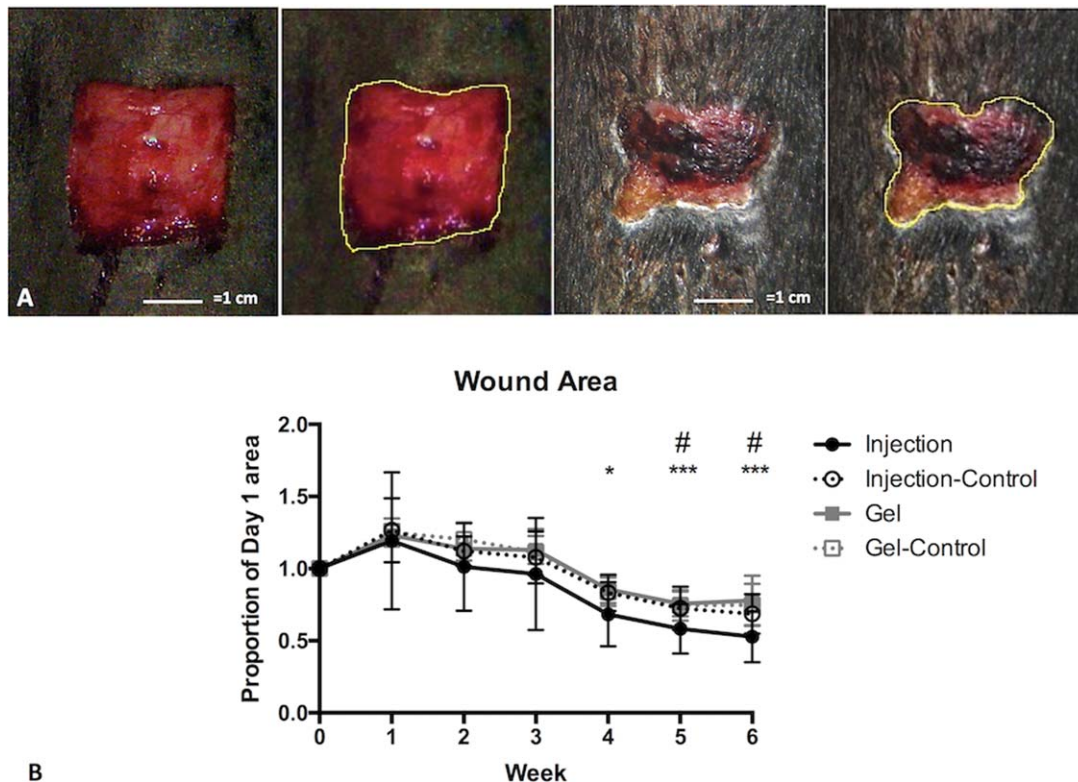 A
=1 cm
=1 cm
Wound Area
Proportion of Day 1 area
2.0
1.5
1.0
0.5
0.0
# #
* *** ***
0 1 2 3 4 5 6
Week
Injection
Injection-Control
Gel
Gel-Control
B